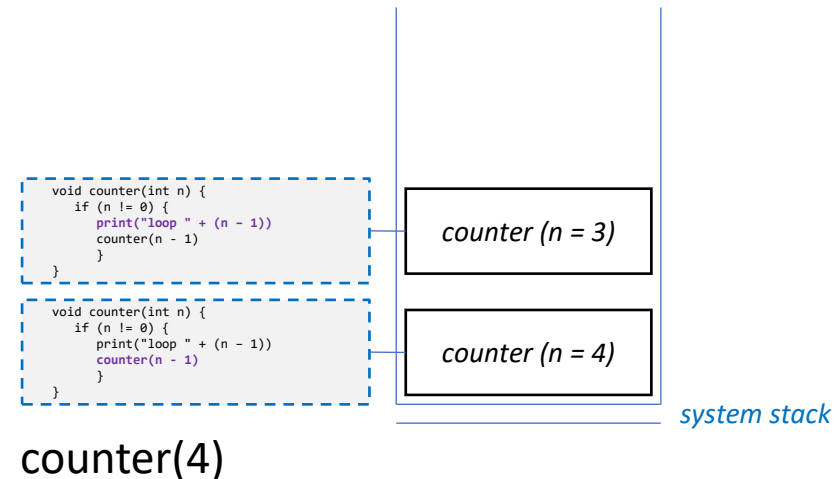 void counter(int n) {
if (n != 0) {
print("loop " + (n – 1))
counter(n - 1)
}
}
counter (n = 3)
void counter(int n) {
if (n != 0) {
print("loop " + (n – 1))
counter(n - 1)
}
}
counter (n = 4)
system stack
counter(4)